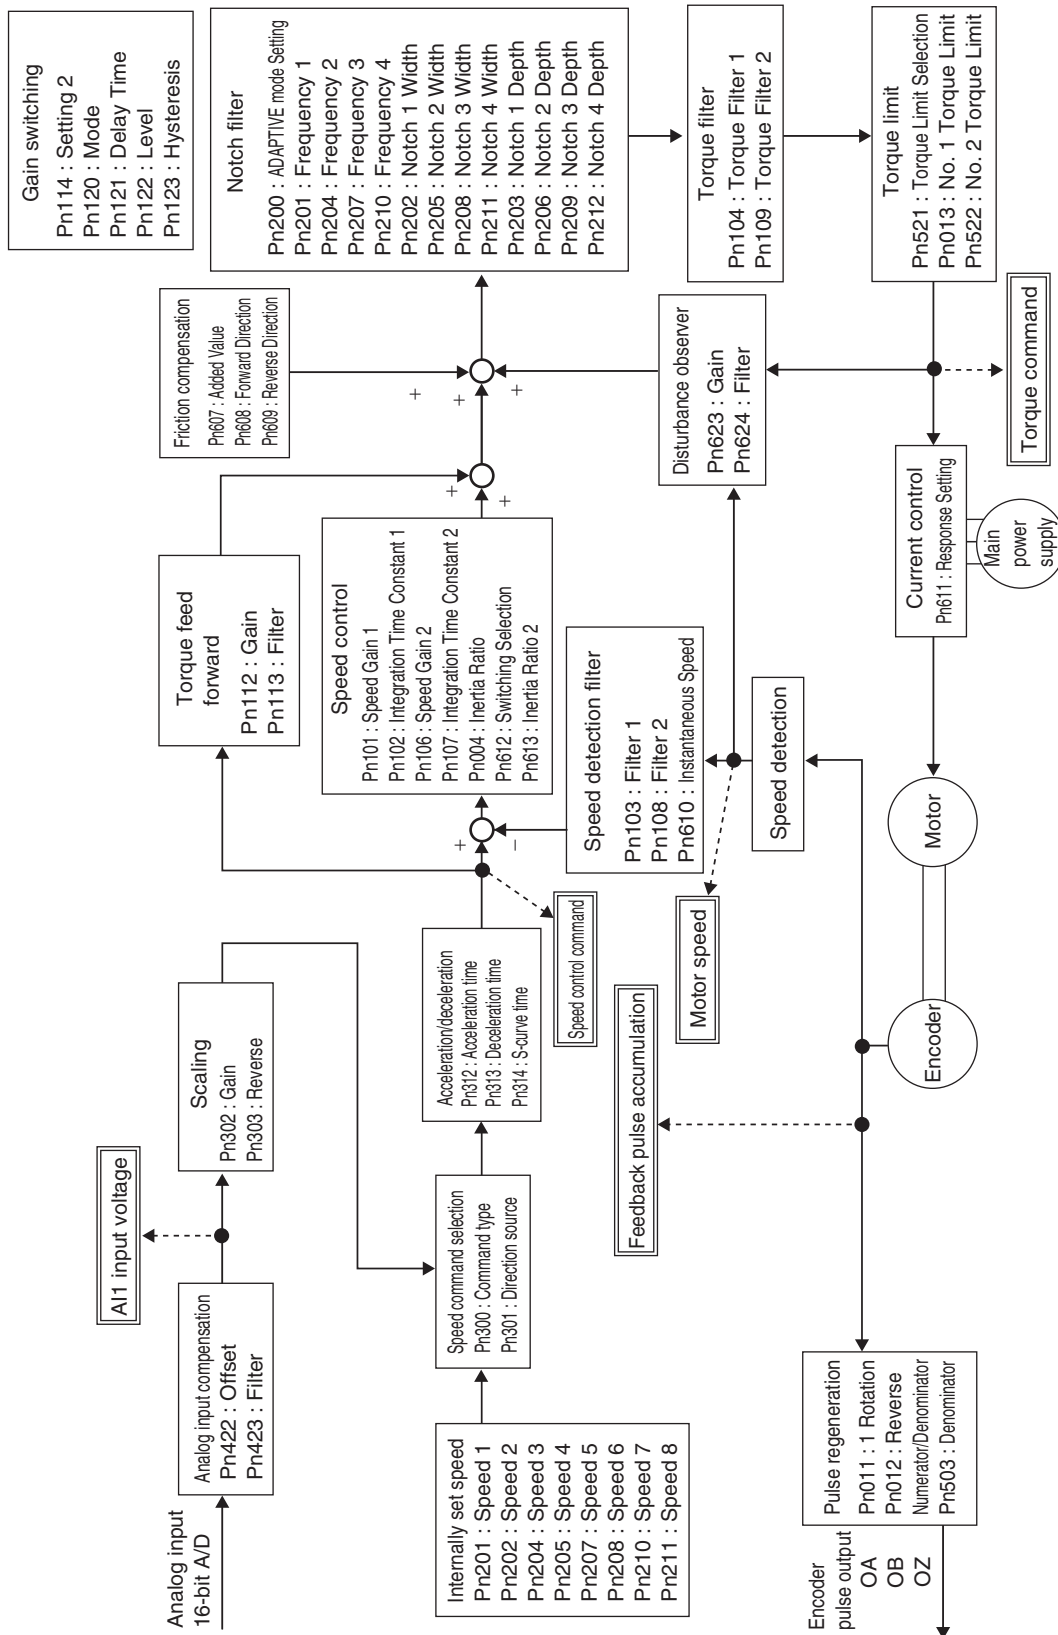 Analog input
16-bit A/D
Analog input compensation
Pn422 : Offset
Pn423 : Filter
AI1 input voltage
Scaling
Pn302 : Gain
Pn303 : Reverse
Internally set speed
Pn201 : Speed 1
Pn202 : Speed 2
Pn204 : Speed 3
Pn205 : Speed 4
Pn207 : Speed 5
Pn208 : Speed 6
Pn210 : Speed 7
Pn211 : Speed 8
Speed command selection
Pn300 : Command type
Pn301 : Direction source
Acceleration/deceleration
Pn312 : Acceleration time
Pn313 : Deceleration time
Pn314 : S-curve time
Speed control command
Torque feed
forward
Pn112 : Gain
Pn113 : Filter
+
−
Speed control
Pn101 : Speed Gain 1
Pn102 : Integration Time Constant 1
Pn106 : Speed Gain 2
Pn107 : Integration Time Constant 2
Pn004 : Inertia Ratio
Pn612 : Switching Selection
Pn613 : Inertia Ratio 2
+
+
Friction compensation
Pn607 : Added Value
Pn608 : Forward Direction
Pn609 : Reverse Direction
+
+
+
Gain switching
Pn114 : Setting 2
Pn120 : Mode
Pn121 : Delay Time
Pn122 : Level
Pn123 : Hysteresis
Notch filter
Pn200 : ADAPTIVE mode Setting
Pn201 : Frequency 1
Pn204 : Frequency 2
Pn207 : Frequency 3
Pn210 : Frequency 4
Pn202 : Notch 1 Width
Pn205 : Notch 2 Width
Pn208 : Notch 3 Width
Pn211 : Notch 4 Width
Pn203 : Notch 1 Depth
Pn206 : Notch 2 Depth
Pn209 : Notch 3 Depth
Pn212 : Notch 4 Depth
Speed detection filter
Pn103 : Filter 1
Pn108 : Filter 2
Pn610 : Instantaneous Speed
Motor speed
Speed detection
Feedback pulse accumulation
Disturbance observer
Pn623 : Gain
Pn624 : Filter
Torque filter
Pn104 : Torque Filter 1
Pn109 : Torque Filter 2
Torque limit
Pn521 : Torque Limit Selection
Pn013 : No. 1 Torque Limit
Pn522 : No. 2 Torque Limit
Torque command
Current control
Pn611 : Response Setting
Main
power
supply
Motor
Encoder
Pulse regeneration
Pn011 : 1 Rotation
Pn012 : Reverse
Numerator/Denominator
Pn503 : Denominator
Encoder
pulse output
OA
OB
OZ